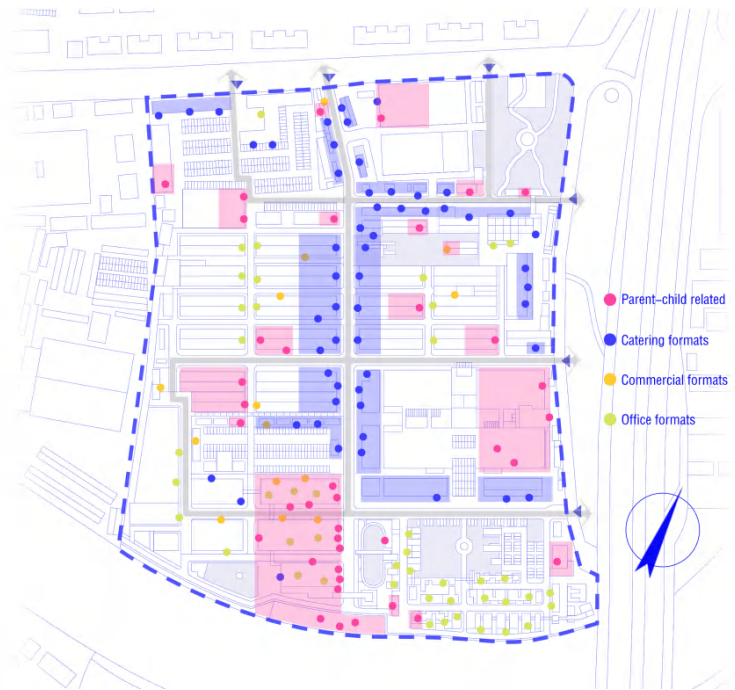 Parent-child related
Catering formats
Commercial formats
Office formats